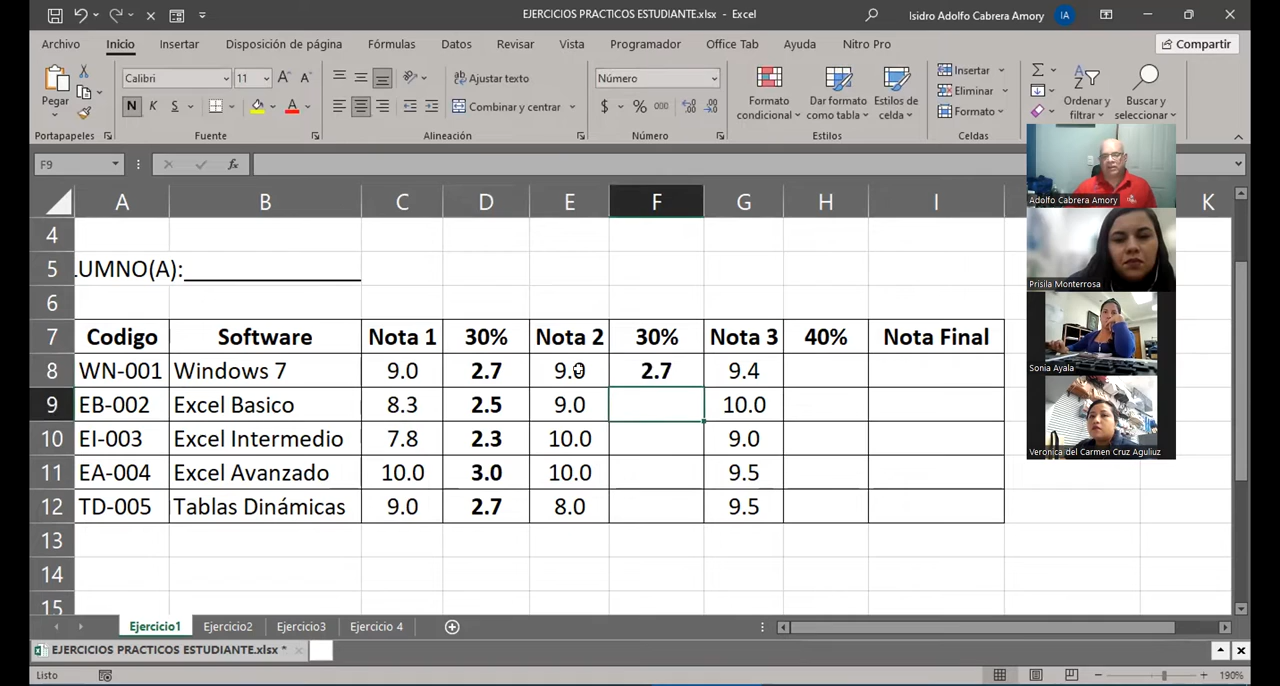 EJERCICIOS PRACTICOS ESTUDIANTE.xlsx - Excel
Isidro Adolfo Cabrera Amory
IA
Archivo Inicio Insertar Disposición de página Fórmulas Datos Revisar Vista Programador Office Tab Ayuda Nitro Pro
Compartir
Pegar
Calibri 11
N K S
Ajustar texto
Combinar y centrar
Número
$ % 000
Formato condicional
Dar formato como tabla
Estilos de celda
Insertar
Eliminar
Formato
Ordenar y filtrar
Buscar y seleccionar
Portapapeles Fuente Alineación Número Estilos Celdas
F9
fx
A B C D E F G H I K
4
5 LUMNO(A):
6
7 Codigo Software Nota 1 30% Nota 2 30% Nota 3 40% Nota Final
8 WN-001 Windows 7 9.0 2.7 9.0 2.7 9.4
9 EB-002 Excel Basico 8.3 2.5 9.0 10.0
10 EI-003 Excel Intermedio 7.8 2.3 10.0 9.0
11 EA-004 Excel Avanzado 10.0 3.0 10.0 9.5
12 TD-005 Tablas Dinámicas 9.0 2.7 8.0 9.5
13
14
15
Adolfo Cabrera Amory
Prisila Monterrosa
Sonia Ayala
Veronica del Carmen Cruz Aguliuz
Ejercicio1 Ejercicio2 Ejercicio3 Ejercicio 4
EJERCICIOS PRACTICOS ESTUDIANTE.xlsx *
Listo
190%